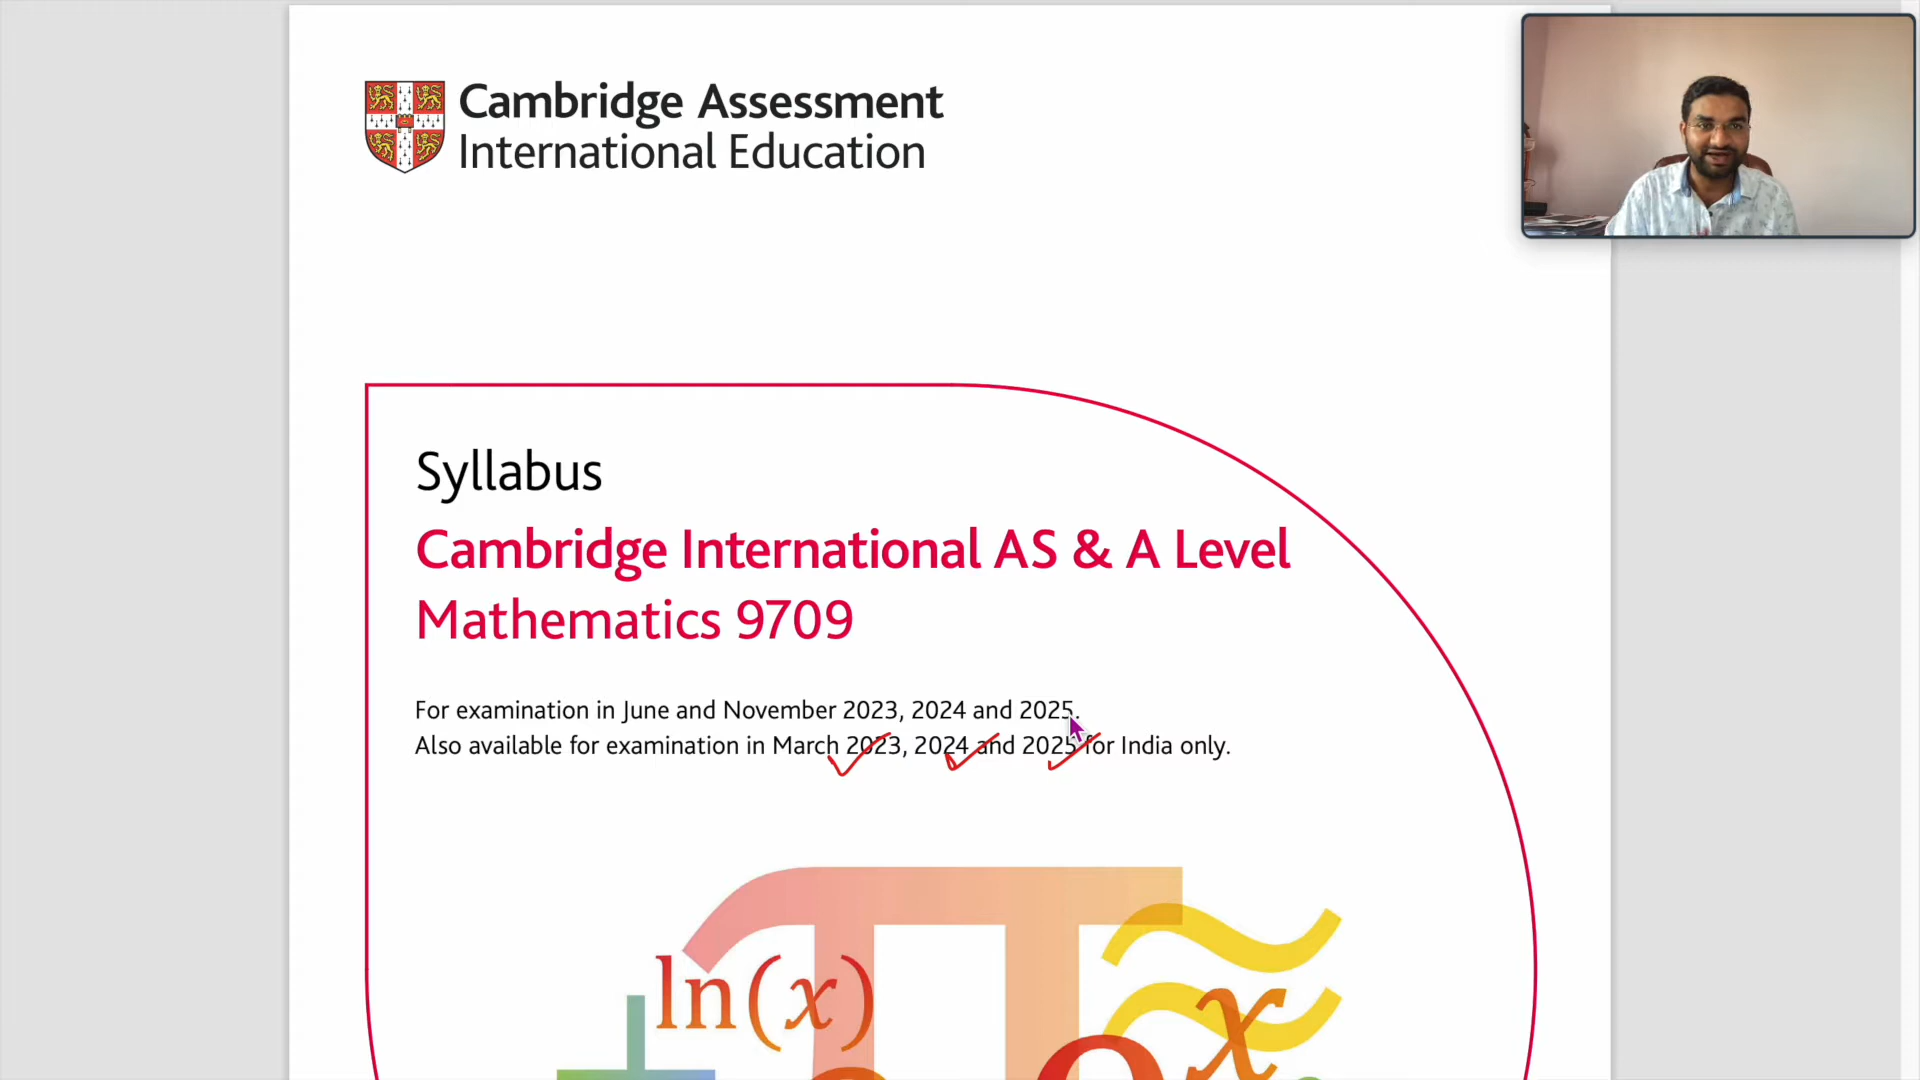 Cambridge Assessment
International Education
Syllabus
Cambridge International AS & A Level
Mathematics 9709
For examination in June and November 2023, 2024 and 2025.
Also available for examination in March 2023, 2024 and 2025 for India only.
ln(x)
x